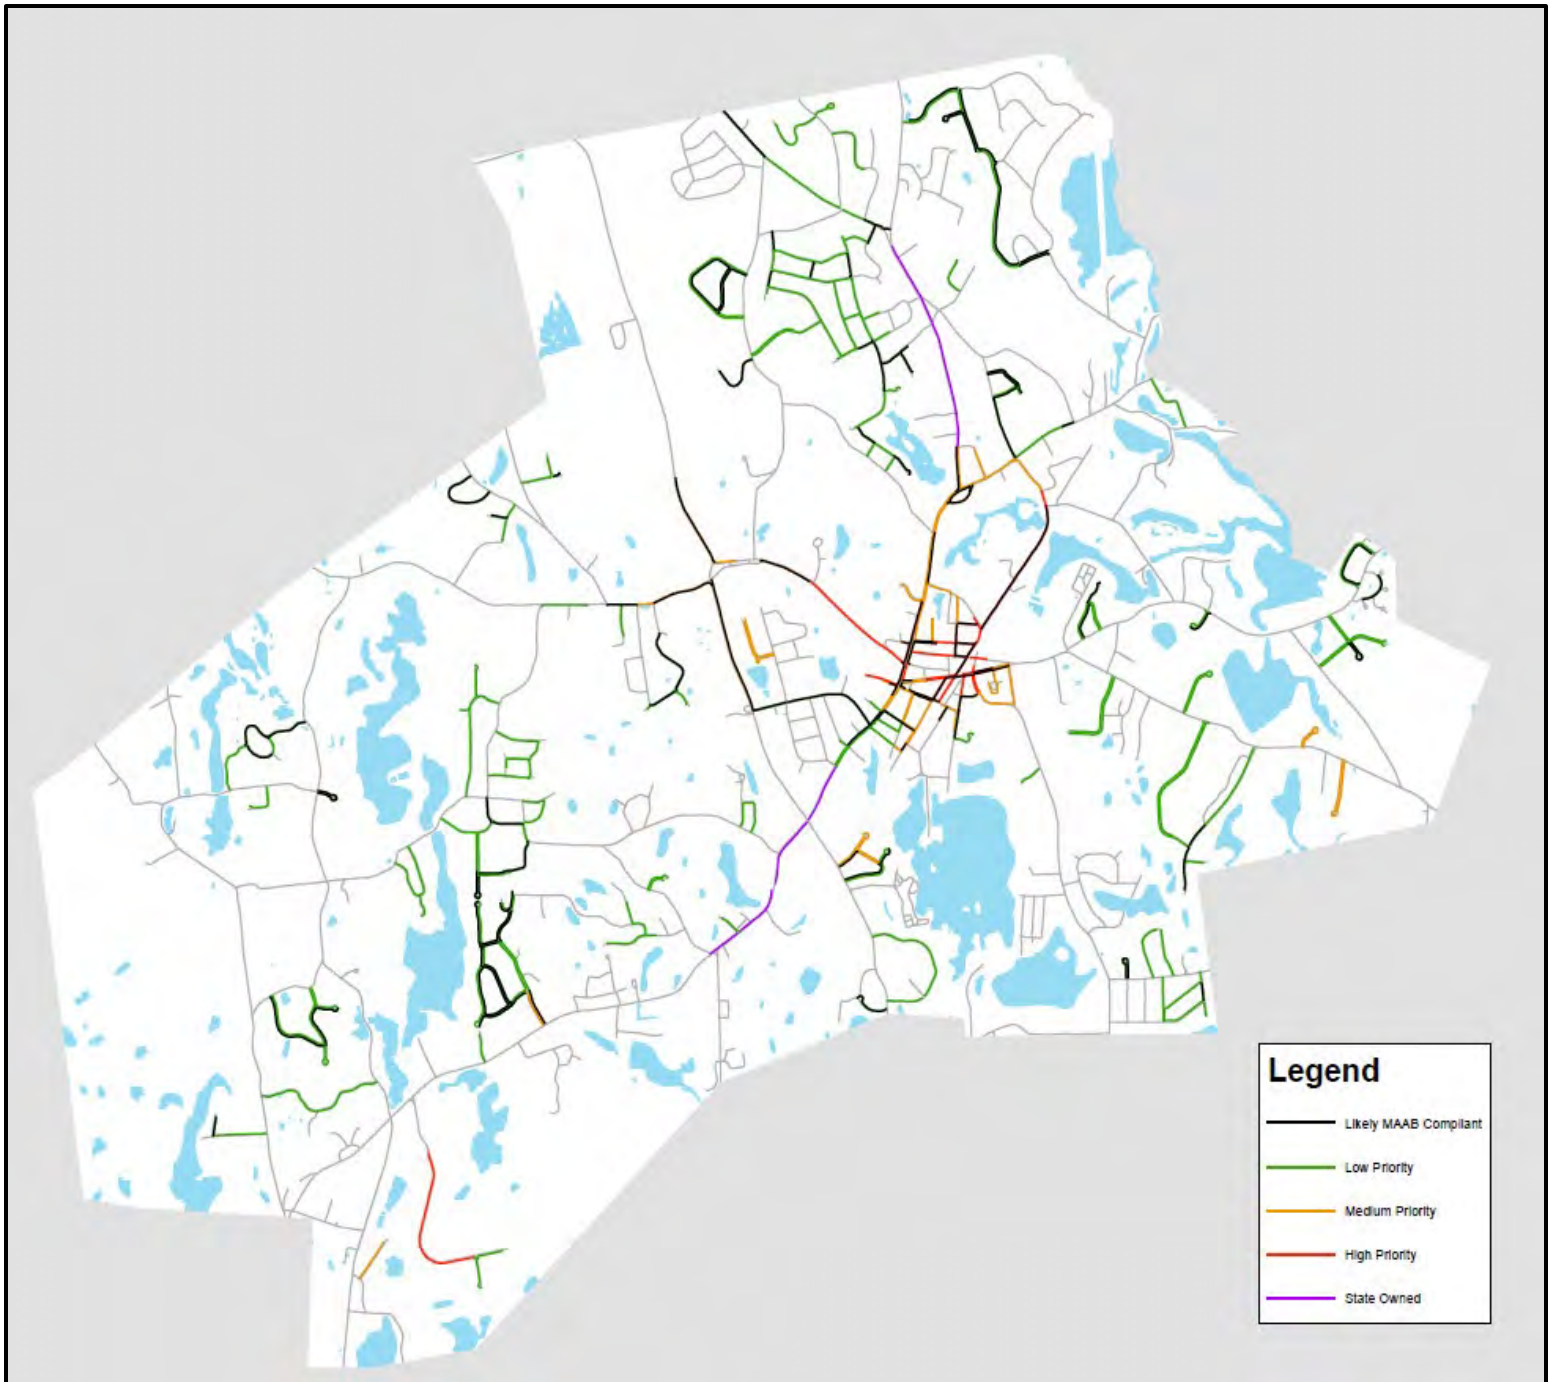 Legend
Likely MAAB Compliant
Low Priority
Medium Priority
High Priority
State Owned